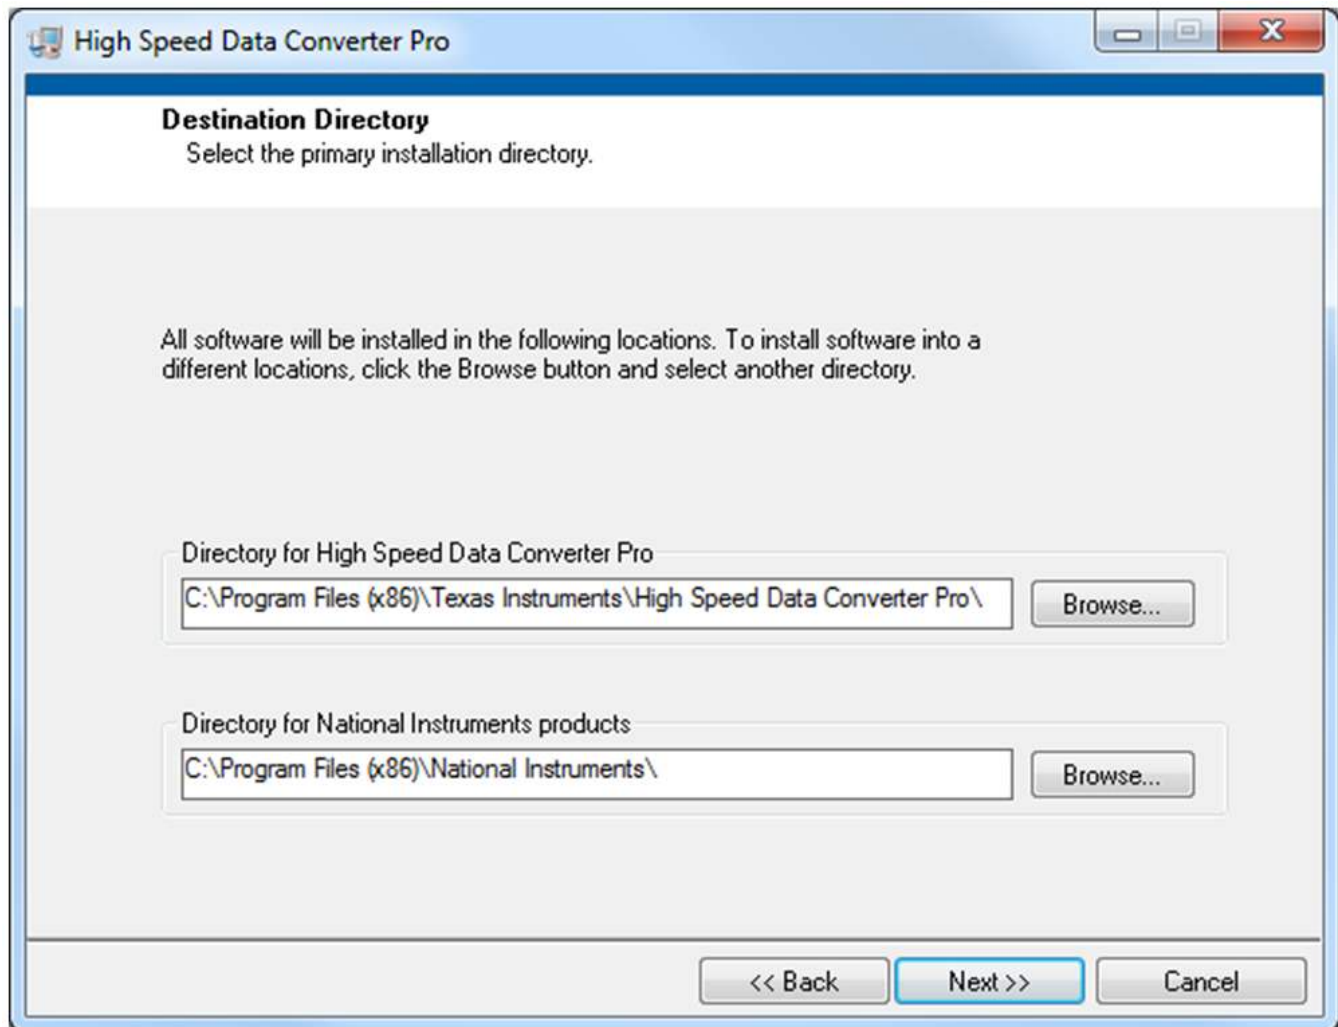 High Speed Data Converter Pro
Destination Directory
Select the primary installation directory.
All software will be installed in the following locations. To install software into a
different locations, click the Browse button and select another directory.
Directory for High Speed Data Converter Pro
C:\Program Files (x86)\Texas Instruments\High Speed Data Converter Pro\
Browse...
Directory for National Instruments products
C:\Program Files (x86)\National Instruments\
Browse...
<< Back
Next >>
Cancel